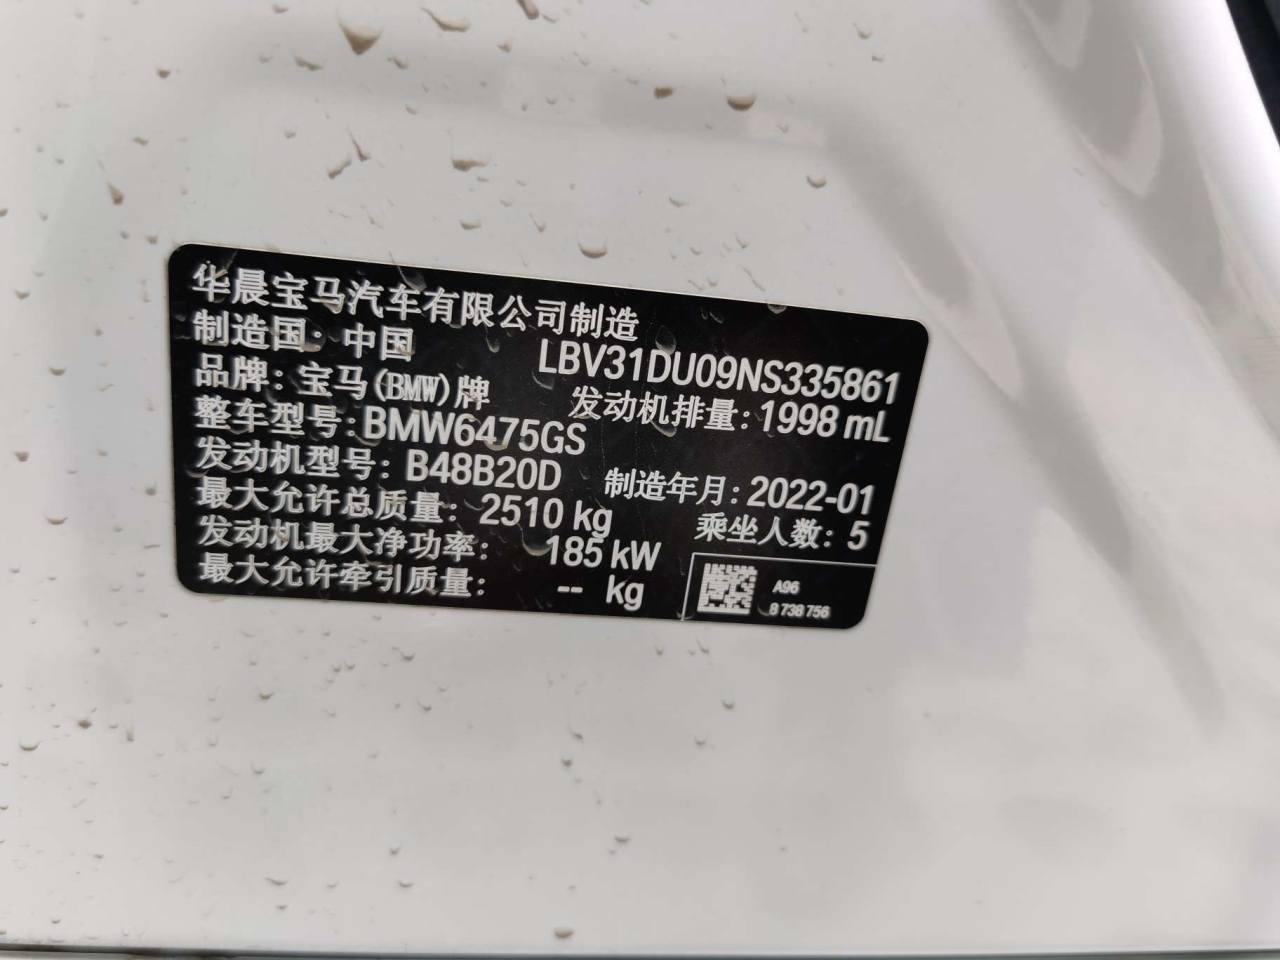 华晨宝马汽车有限公司制造
制造国: 中国 LBV31DU09NS335861
品牌: 宝马(BMW)牌 发动机排量: 1998 mL
整车型号: BMW6475GS
发动机型号: B48B20D 制造年月: 2022-01
最大允许总质量: 2510 kg 乘坐人数: 5
发动机最大净功率: 185 kW
最大允许牵引质量: -- kg
A96
8 738 756